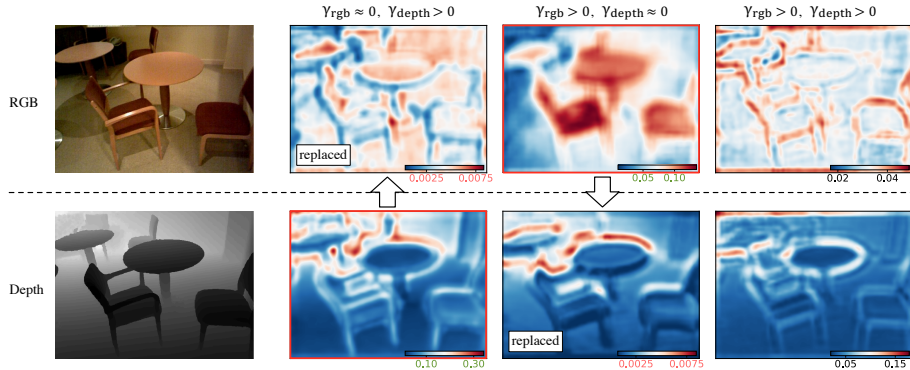 γrgb ≈ 0, γdepth > 0
γrgb > 0, γdepth ≈ 0
γrgb > 0, γdepth > 0
RGB
replaced
0.0025 0.0075
0.05 0.10
0.02 0.04
Depth
0.10 0.30
replaced
0.0025 0.0075
0.05 0.15